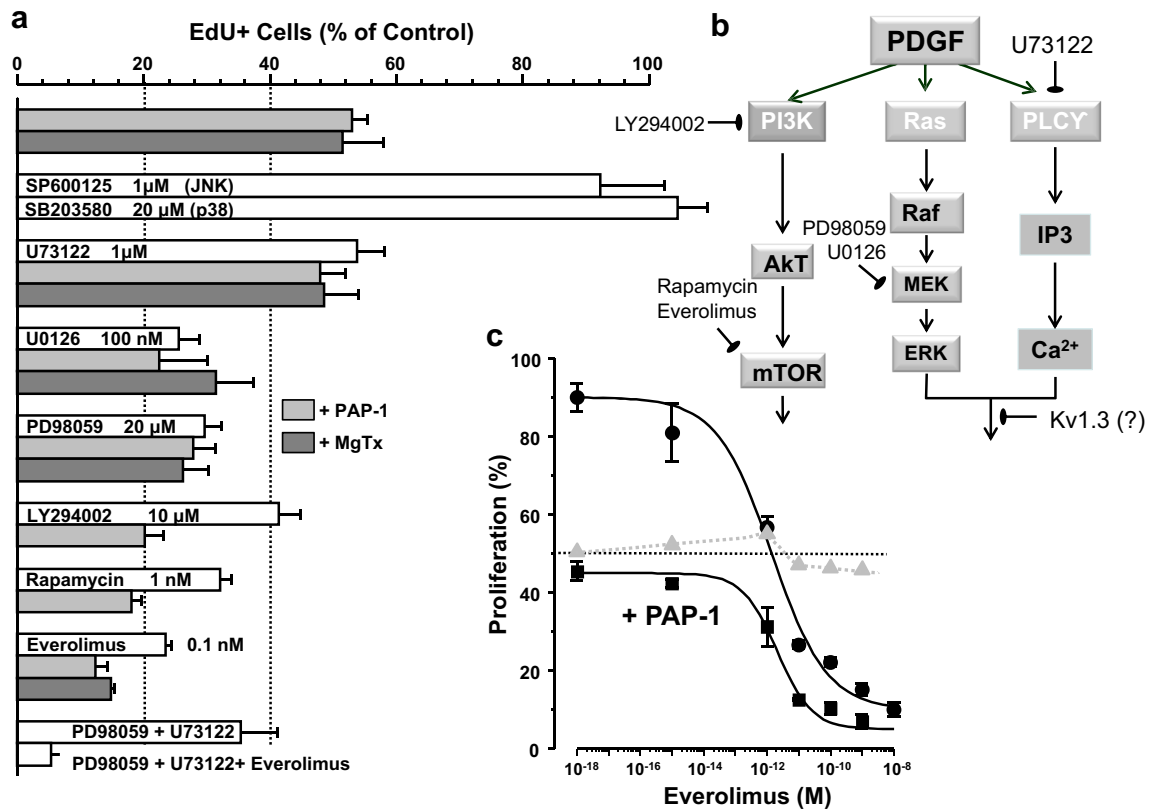 a
EdU+ Cells (% of Control)
0 20 40 60 80 100
SP600125 1µM (JNK)
SB203580 20 µM (p38)
U73122 1µM
U0126 100 nM
PD98059 20 µM
LY294002 10 µM
Rapamycin 1 nM
Everolimus 0.1 nM
PD98059 + U73122
PD98059 + U73122+ Everolimus
+ PAP-1
+ MgTx
b
PDGF
U73122
LY294002
PI3K
Ras
PLCϒ
Raf
PD98059
U0126
IP3
AkT
MEK
Rapamycin
Everolimus
ERK
Ca²⁺
mTOR
Kv1.3 (?)
c
Proliferation (%)
100
80
60
40
20
0
+ PAP-1
10⁻¹⁸ 10⁻¹⁶ 10⁻¹⁴ 10⁻¹² 10⁻¹⁰ 10⁻⁸
Everolimus (M)